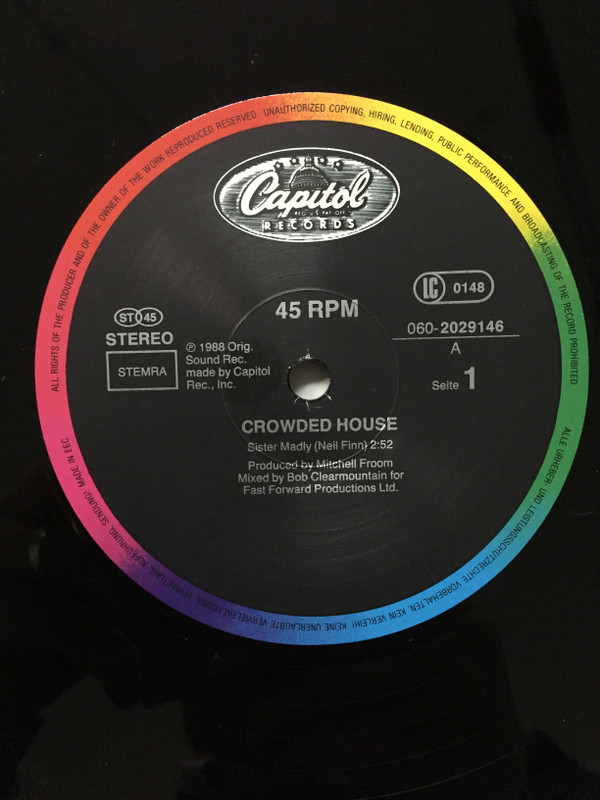 ALL RIGHTS OF THE PRODUCER AND OF THE OWNER OF THE WORK REPRODUCED RESERVED. UNAUTHORIZED COPYING, HIRING, LENDING, PUBLIC PERFORMANCE AND BROADCASTING OF THE RECORD PROHIBITED
Capitol
REG. U.S. PAT. OFF.
RECORDS
45 RPM
LC 0148
ST 45
STEREO
STEMRA
℗ 1988 Orig.
Sound Rec.
made by Capitol
Rec., Inc.
060-2029146
A
Seite 1
CROWDED HOUSE
Sister Madly (Neil Finn) 2:52
Produced by Mitchell Froom
Mixed by Bob Clearmountain for
Fast Forward Productions Ltd.
ALLE URHEBER- UND LEISTUNGSSCHUTZRECHTE VORBEHALTEN. KEIN VERLEIH! KEINE UNERLAUBTE VERVIELFÄLTIGUNG, VERMIETUNG, AUFFÜHRUNG, SENDUNG! MADE IN EEC